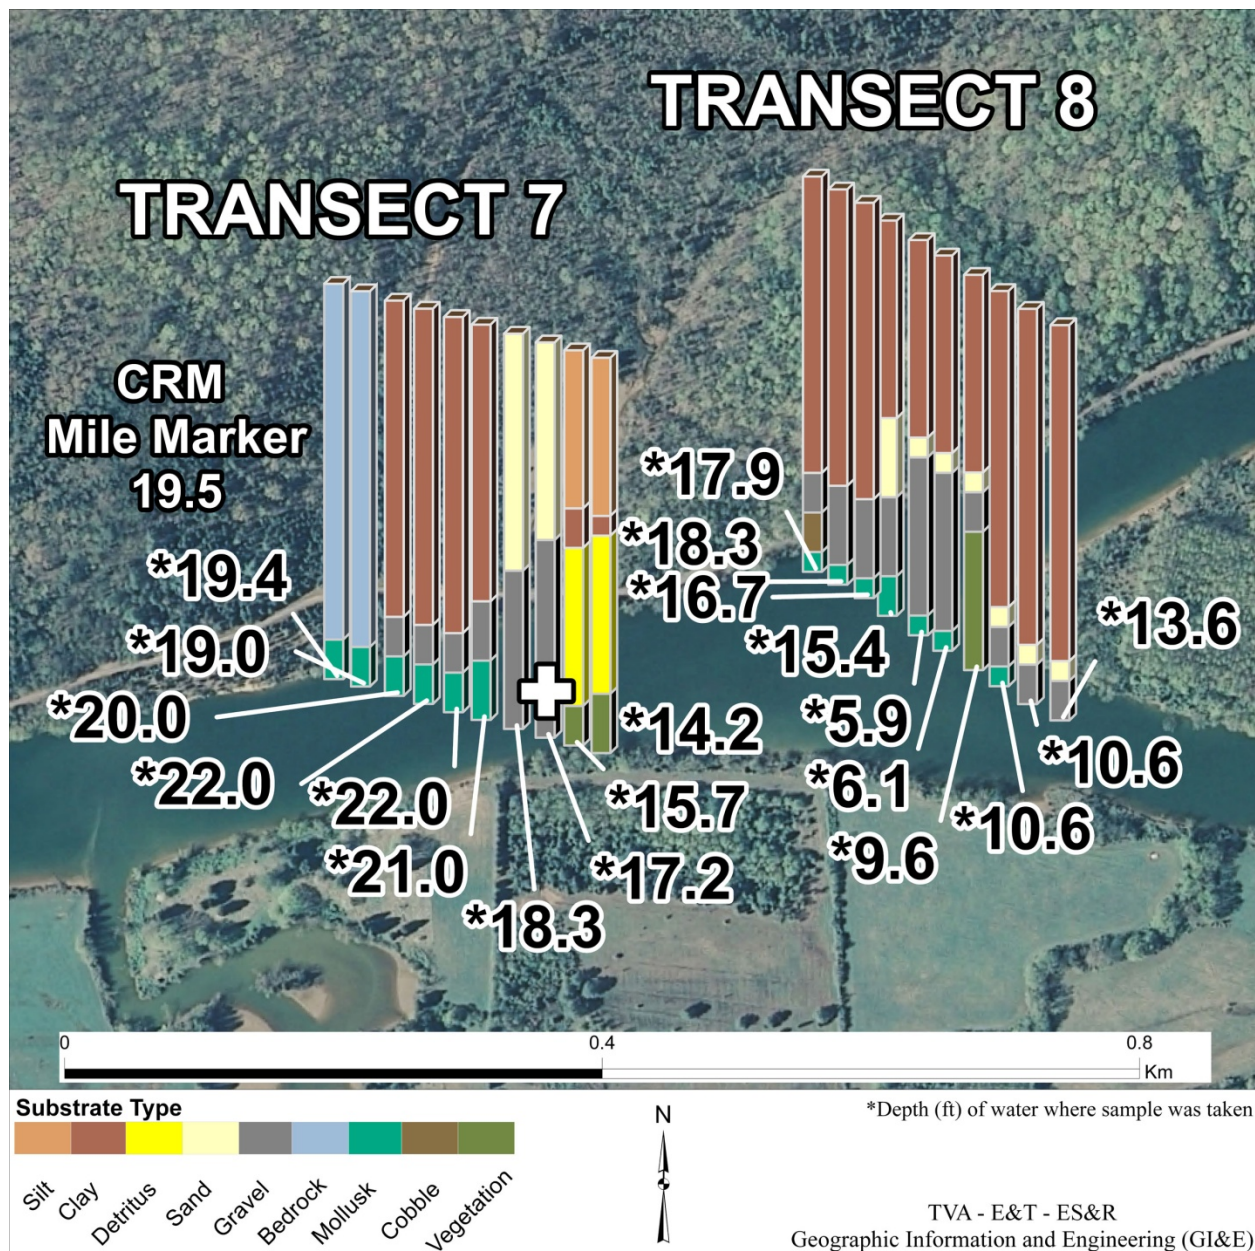 TRANSECT 8
TRANSECT 7
CRM
Mile Marker
19.5
*19.4
*19.0
*20.0
*22.0
*22.0
*21.0
*18.3
*17.2
*15.7
*14.2
*17.9
*18.3
*16.7
*15.4
*5.9
*6.1
*9.6
*10.6
*10.6
*13.6
0 0.4 0.8
Km
Substrate Type
Silt
Clay
Detritus
Sand
Gravel
Bedrock
Mollusk
Cobble
Vegetation
N
*Depth (ft) of water where sample was taken
TVA - E&T - ES&R
Geographic Information and Engineering (GI&E)